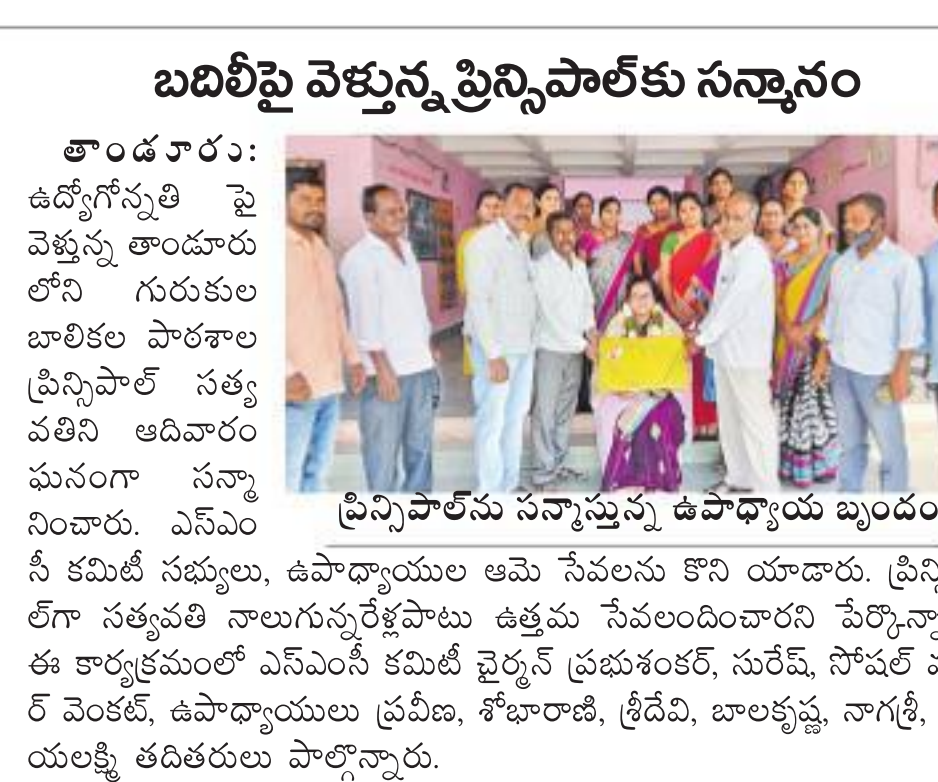 బదిలీపై వెళ్తున్న ప్రిన్సిపాల్‌కు సన్మానం
తాండూరు:
ఉద్యోగోన్నతి పై
వెళ్తున్న తాండూరు
లోని గురుకుల
బాలికల పాఠశాల
ప్రిన్సిపాల్ సత్య
వతిని ఆదివారం
ఘనంగా సన్మా
నించారు. ఎస్ఎం
ప్రిన్సిపాల్‌ను సన్మాస్తున్న ఉపాధ్యాయ బృందం
సీ కమిటీ సభ్యులు, ఉపాధ్యాయుల ఆమె సేవలను కొని యాడారు.
ల్‌గా సత్యవతి నాలుగున్నరేళ్లపాటు ఉత్తమ సేవలందించారని
ఈ కార్యక్రమంలో ఎస్ఎంసీ కమిటీ చైర్మన్ ప్రభుశంకర్, సురేష్, సోషల్
ర్ వెంకట్, ఉపాధ్యాయులు ప్రవీణ, శోభారాణి, శ్రీదేవి, బాలకృష్ణ, నాగశ్రీ,
యలక్ష్మి తదితరులు పాల్గొన్నారు.